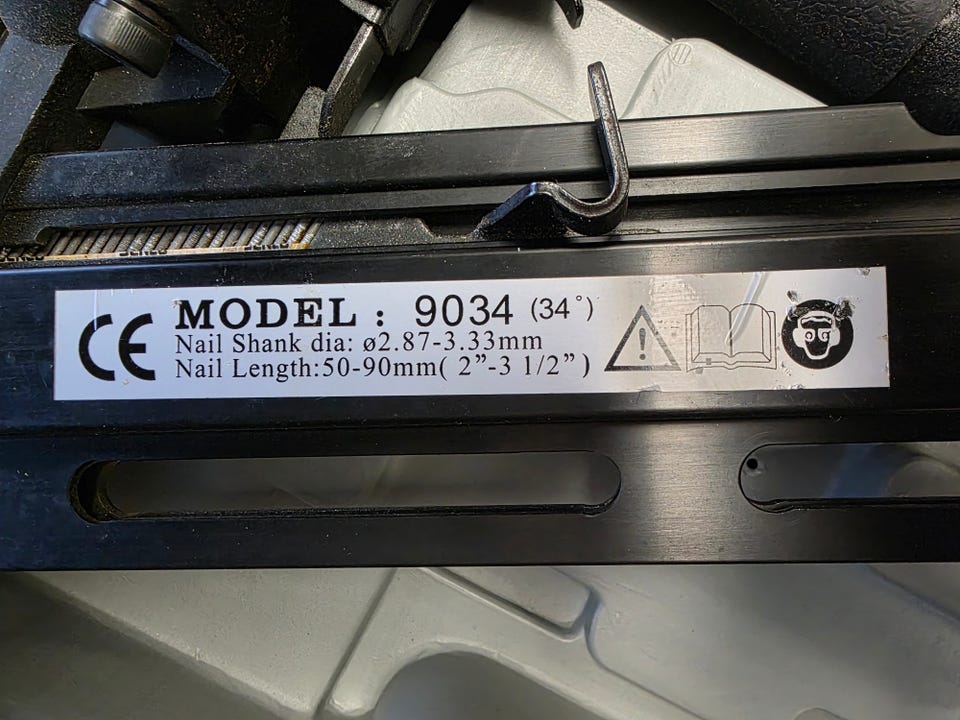 SENCO
CE
MODEL : 9034 (34°)
Nail Shank dia: ø2.87-3.33mm
Nail Length:50-90mm( 2”-3 1/2” )